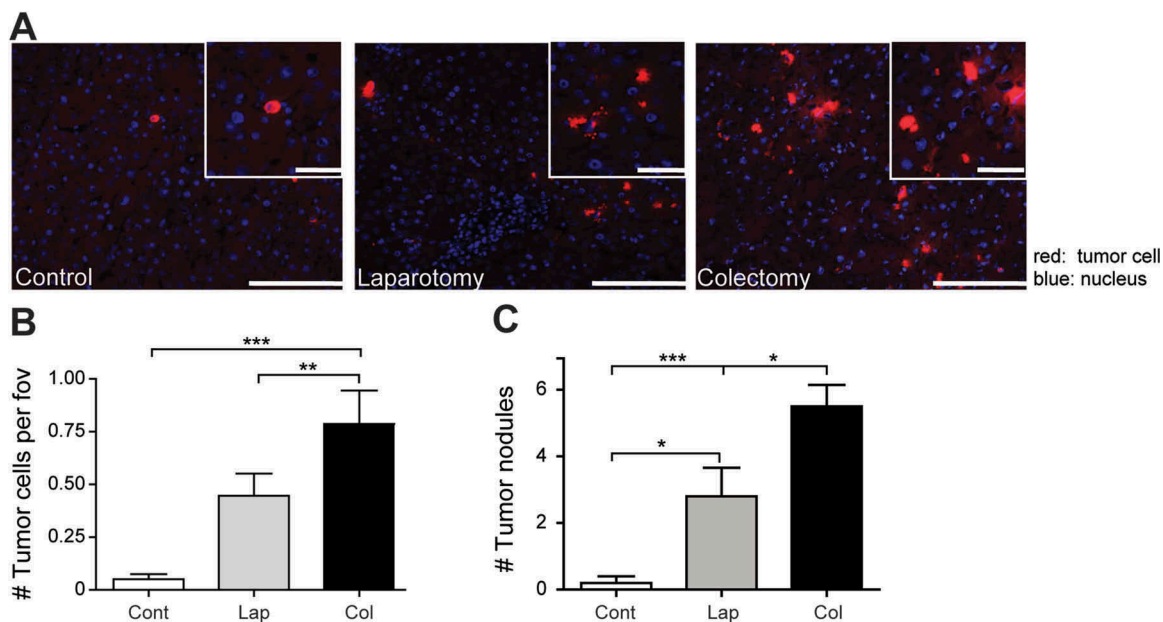 A
Control
Laparotomy
Colectomy
red: tumor cell
blue: nucleus
B
# Tumor cells per fov
1.00
0.75
0.50
0.25
0
***
**
Cont Lap Col
C
# Tumor nodules
6
4
2
0
*** *
*
Cont Lap Col